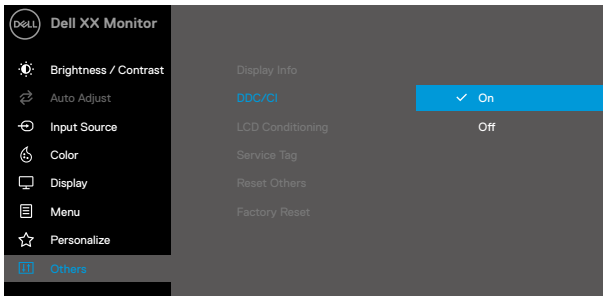 DELL Dell XX Monitor
Brightness / Contrast
Display Info
Auto Adjust
DDC/CI
On
Input Source
LCD Conditioning
Off
Color
Service Tag
Display
Reset Others
Menu
Factory Reset
Personalize
Others